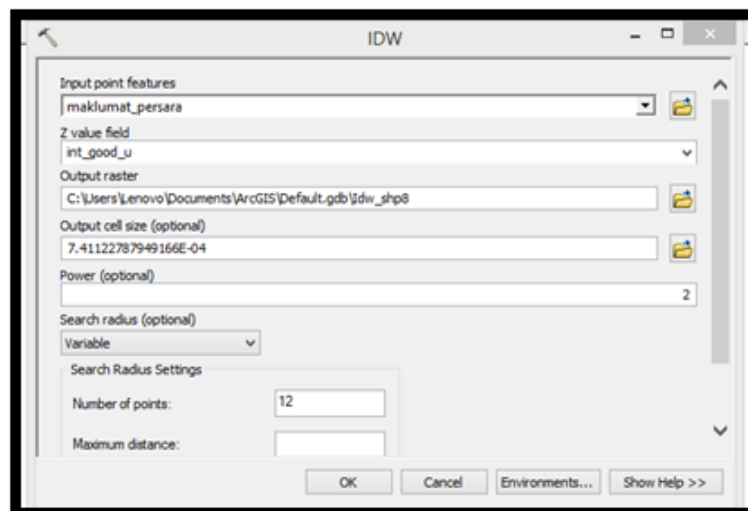 IDW
Input point features
maklumat_persara
Z value field
int_good_u
Output raster
C:\Users\Lenovo\Documents\ArcGIS\Default.gdb\Idw_shp8
Output cell size (optional)
7.41122787949166E-04
Power (optional)
2
Search radius (optional)
Variable
Search Radius Settings
Number of points:
12
Maximum distance:
OK Cancel Environments... Show Help >>